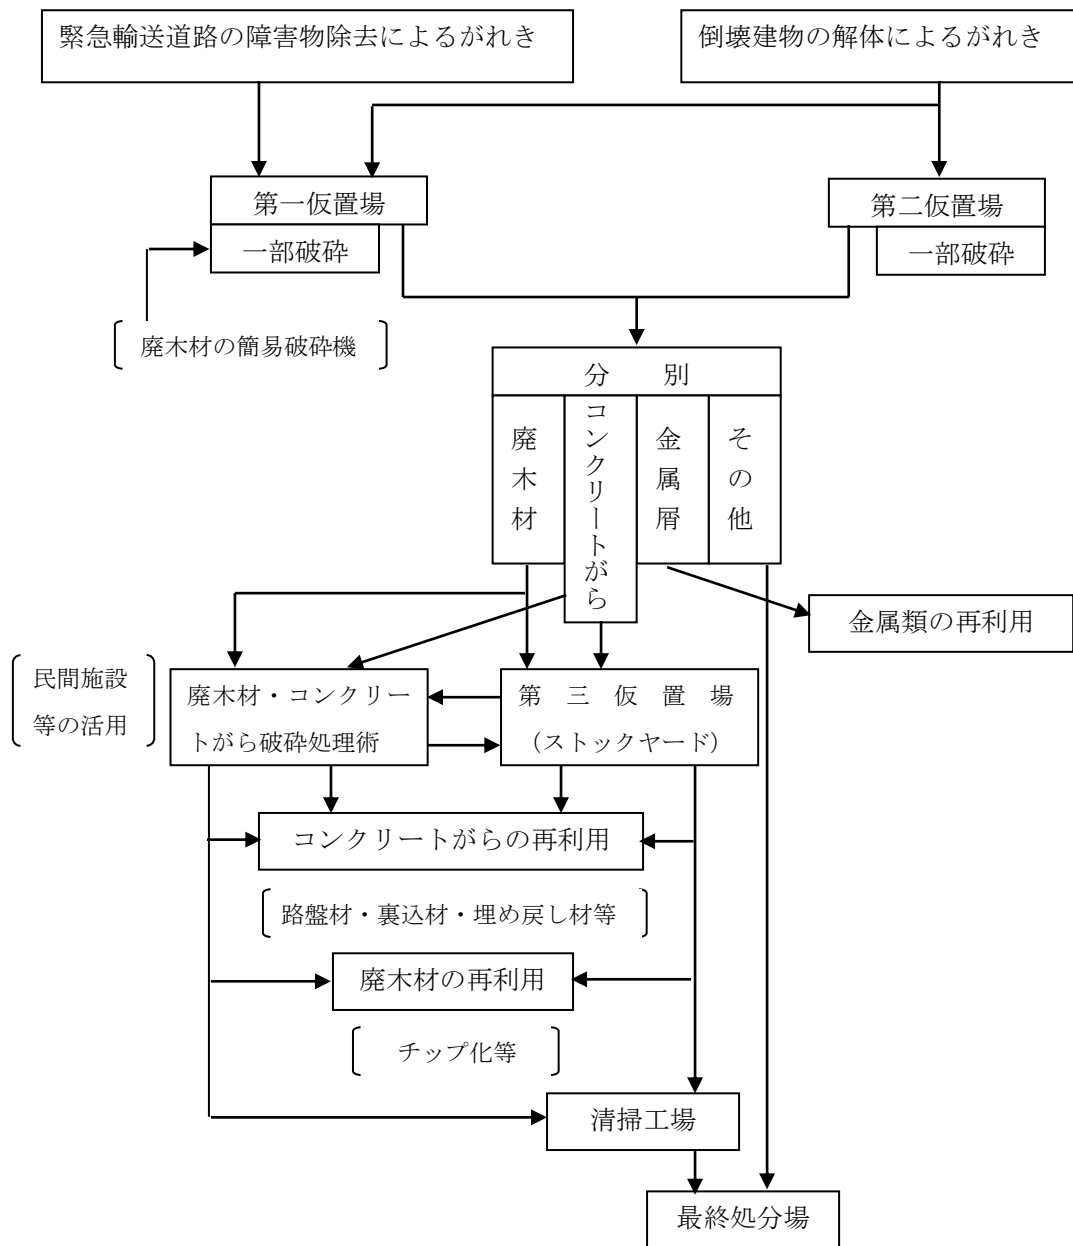 緊急輸送道路の障害物除去によるがれき
倒壊建物の解体によるがれき
第一仮置場
第二仮置場
一部破砕
一部破砕
廃木材の簡易破砕機
分　別
廃木材
コンクリートがら
金属屑
その他
金属類の再利用
民間施設
等の活用
廃木材・コンクリー
トがら破砕処理術
第　三　仮　置　場
（ストックヤード）
コンクリートがらの再利用
路盤材・裏込材・埋め戻し材等
廃木材の再利用
チップ化等
清掃工場
最終処分場